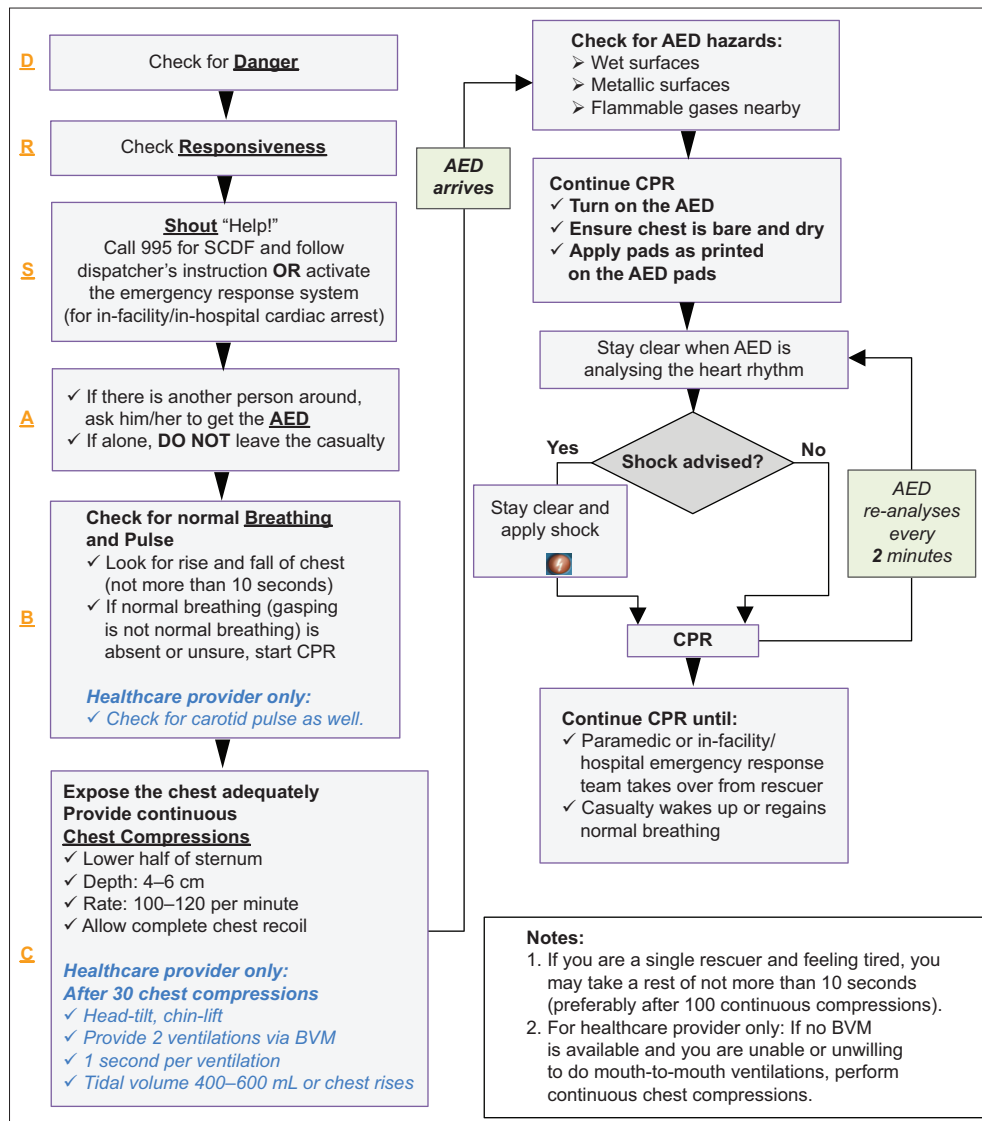 D
Check for Danger
R
Check Responsiveness
S
Shout “Help!”
Call 995 for SCDF and follow
dispatcher’s instruction OR activate
the emergency response system
(for in-facility/in-hospital cardiac arrest)
A
✓ If there is another person around,
ask him/her to get the AED
✓ If alone, DO NOT leave the casualty
B
Check for normal Breathing
and Pulse
✓ Look for rise and fall of chest
(not more than 10 seconds)
✓ If normal breathing (gasping
is not normal breathing) is
absent or unsure, start CPR
Healthcare provider only:
✓ Check for carotid pulse as well.
C
Expose the chest adequately
Provide continuous
Chest Compressions
✓ Lower half of sternum
✓ Depth: 4–6 cm
✓ Rate: 100–120 per minute
✓ Allow complete chest recoil
Healthcare provider only:
After 30 chest compressions
✓ Head-tilt, chin-lift
✓ Provide 2 ventilations via BVM
✓ 1 second per ventilation
✓ Tidal volume 400–600 mL or chest rises
AED
arrives
Check for AED hazards:
➢ Wet surfaces
➢ Metallic surfaces
➢ Flammable gases nearby
Continue CPR
✓ Turn on the AED
✓ Ensure chest is bare and dry
✓ Apply pads as printed
on the AED pads
Stay clear when AED is
analysing the heart rhythm
Shock advised?
Yes
No
Stay clear and
apply shock
AED
re-analyses
every
2 minutes
CPR
Continue CPR until:
✓ Paramedic or in-facility/
hospital emergency response
team takes over from rescuer
✓ Casualty wakes up or regains
normal breathing
Notes:
1. If you are a single rescuer and feeling tired, you
may take a rest of not more than 10 seconds
(preferably after 100 continuous compressions).
2. For healthcare provider only: If no BVM
is available and you are unable or unwilling
to do mouth-to-mouth ventilations, perform
continuous chest compressions.